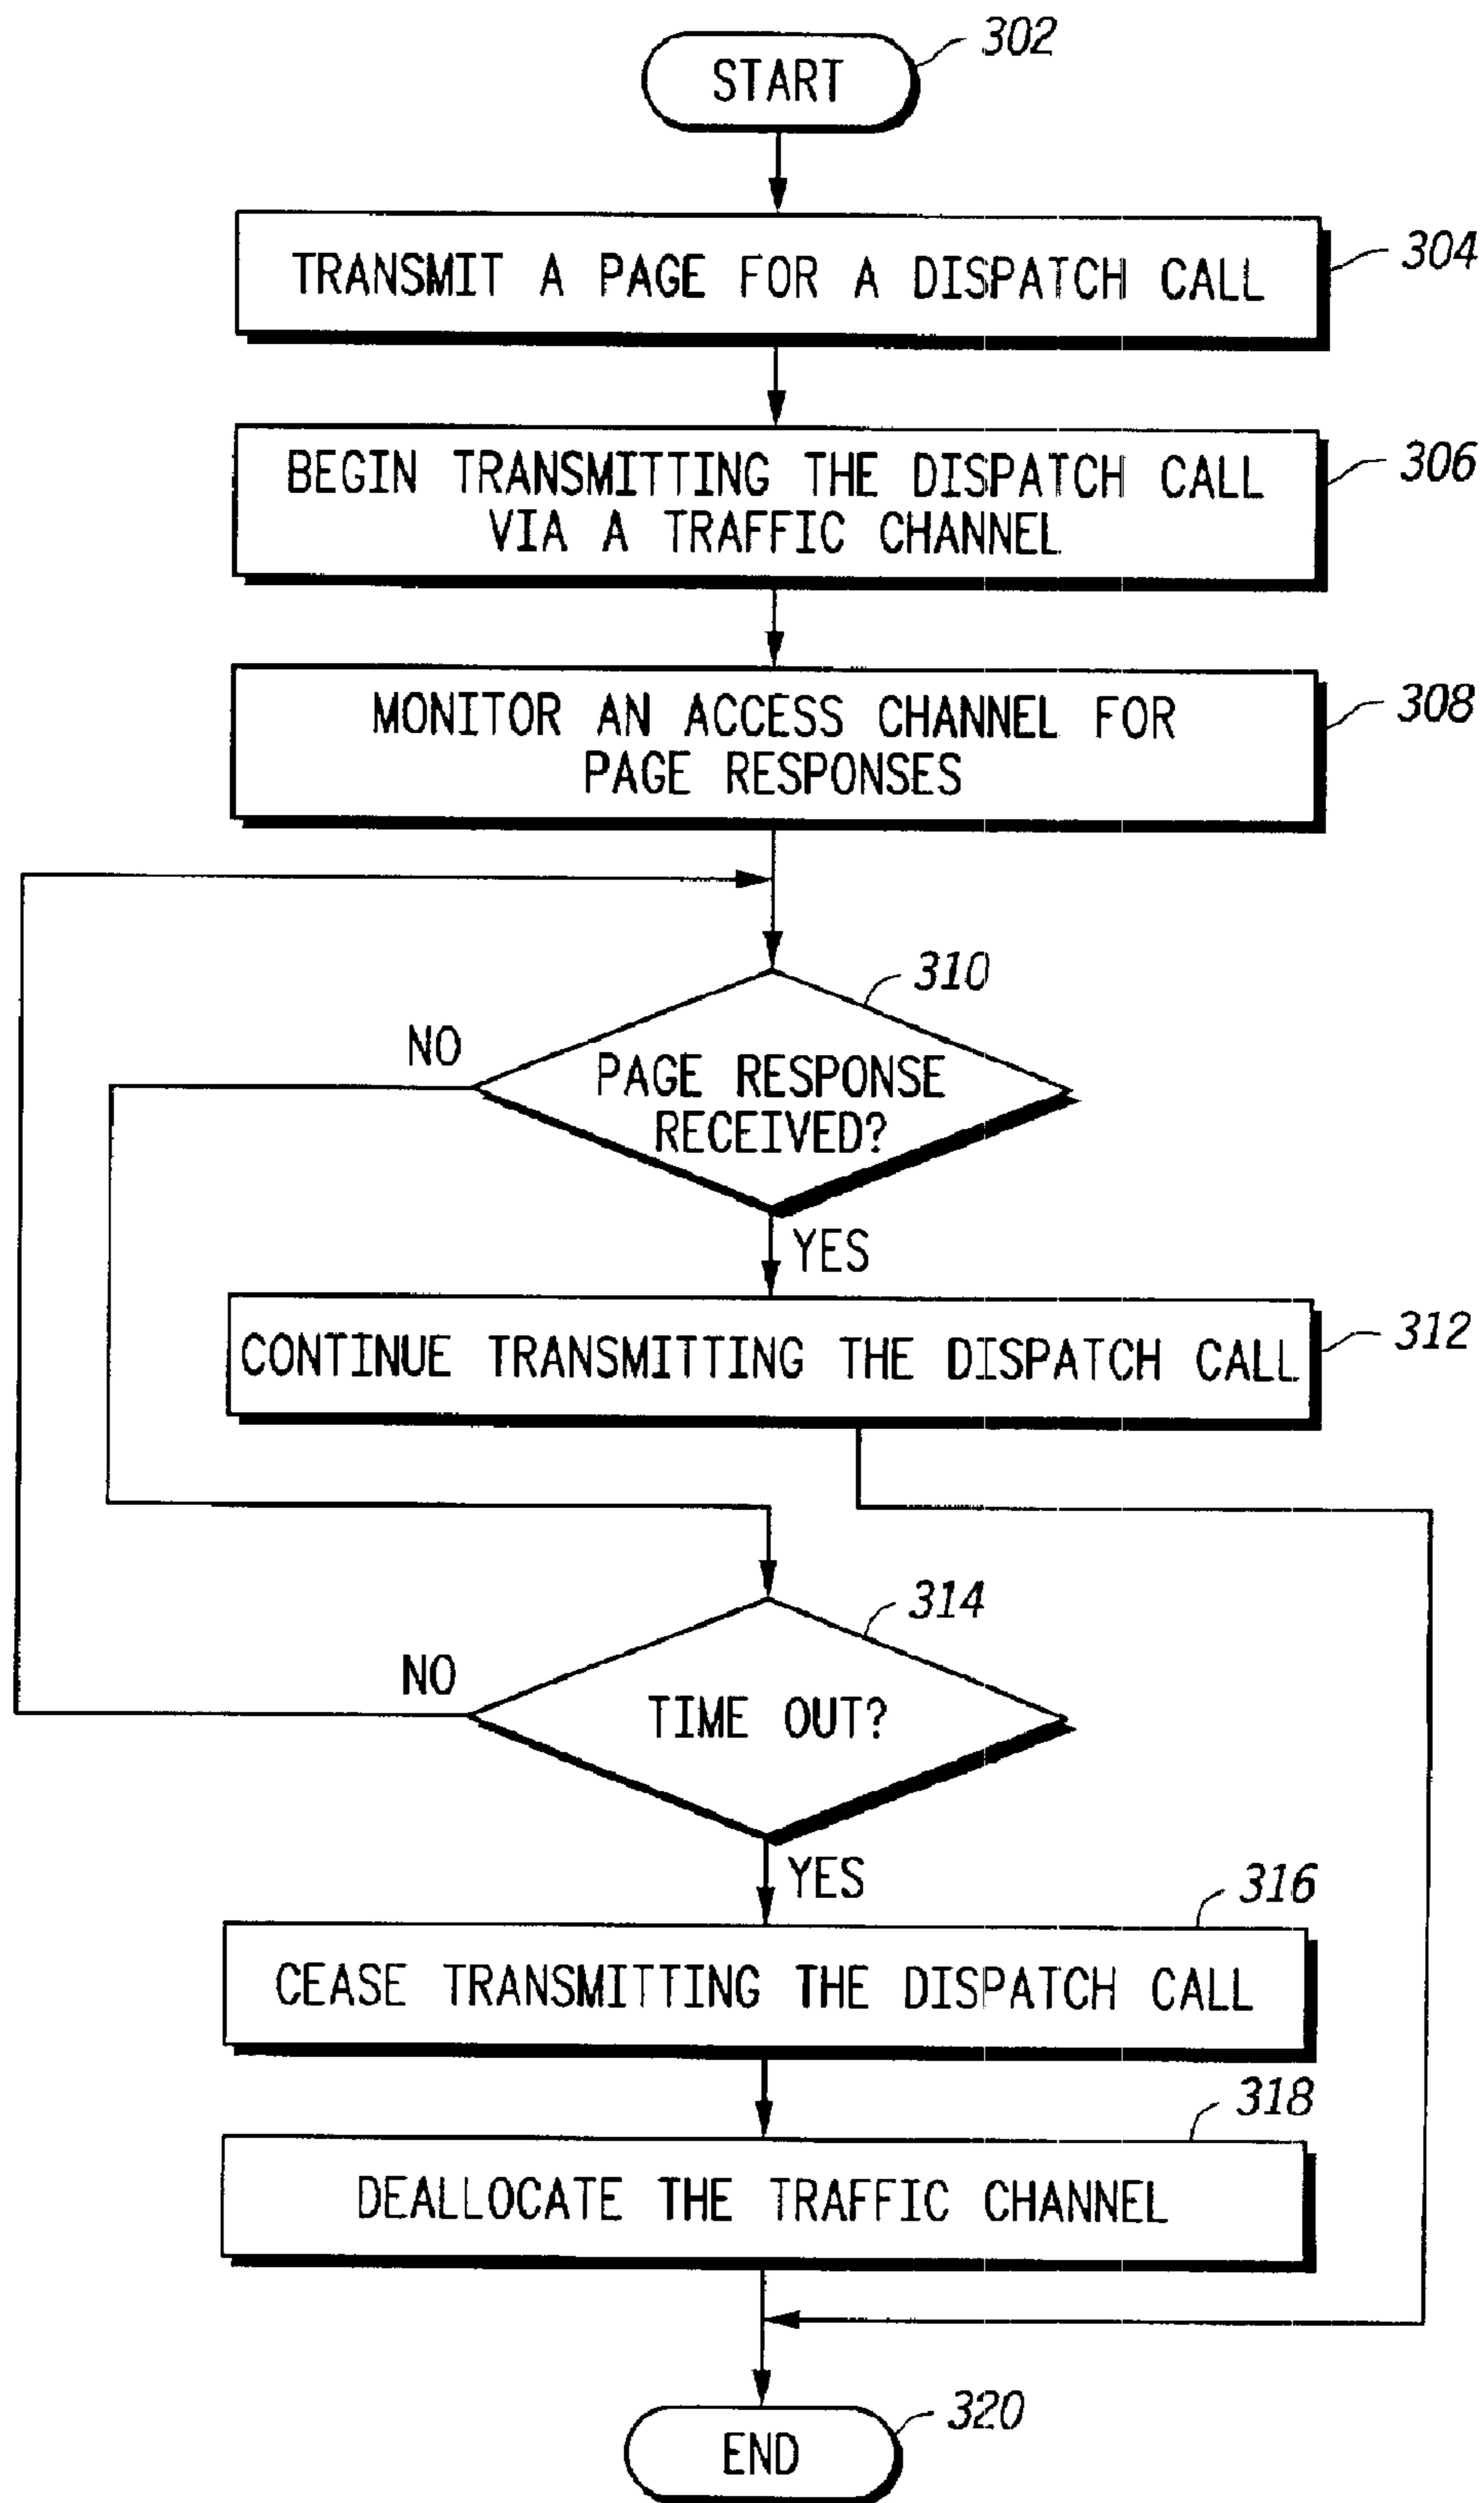 302
START
TRANSMIT A PAGE FOR A DISPATCH CALL
304
BEGIN TRANSMITTING THE DISPATCH CALL
VIA A TRAFFIC CHANNEL
306
MONITOR AN ACCESS CHANNEL FOR
PAGE RESPONSES
308
310
NO
PAGE RESPONSE
RECEIVED?
YES
CONTINUE TRANSMITTING THE DISPATCH CALL
312
314
NO
TIME OUT?
YES
316
CEASE TRANSMITTING THE DISPATCH CALL
318
DEALLOCATE THE TRAFFIC CHANNEL
320
END